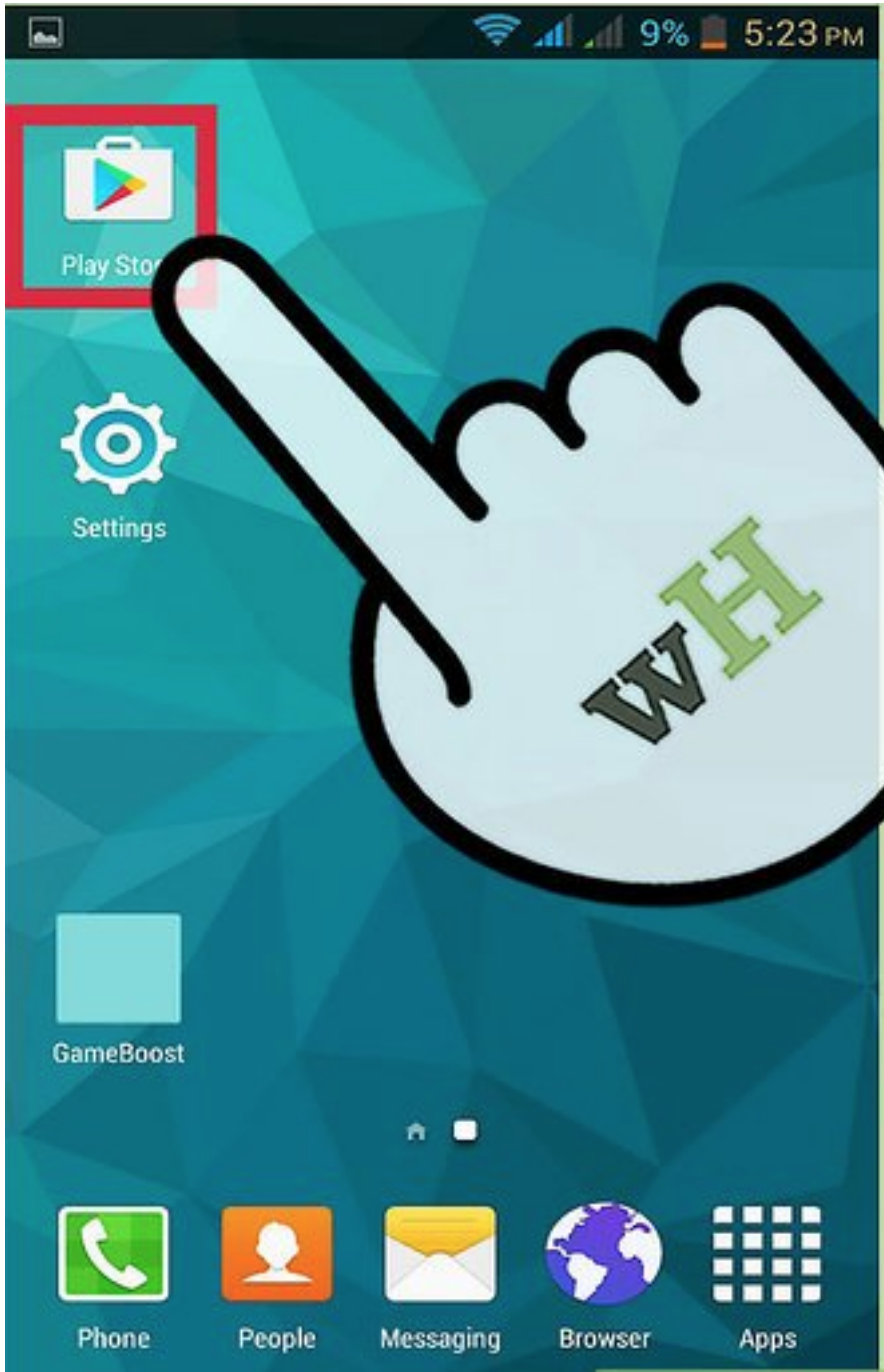 9% 5:23 PM
Play Sto
Settings
wH
GameBoost
Phone People Messaging Browser Apps